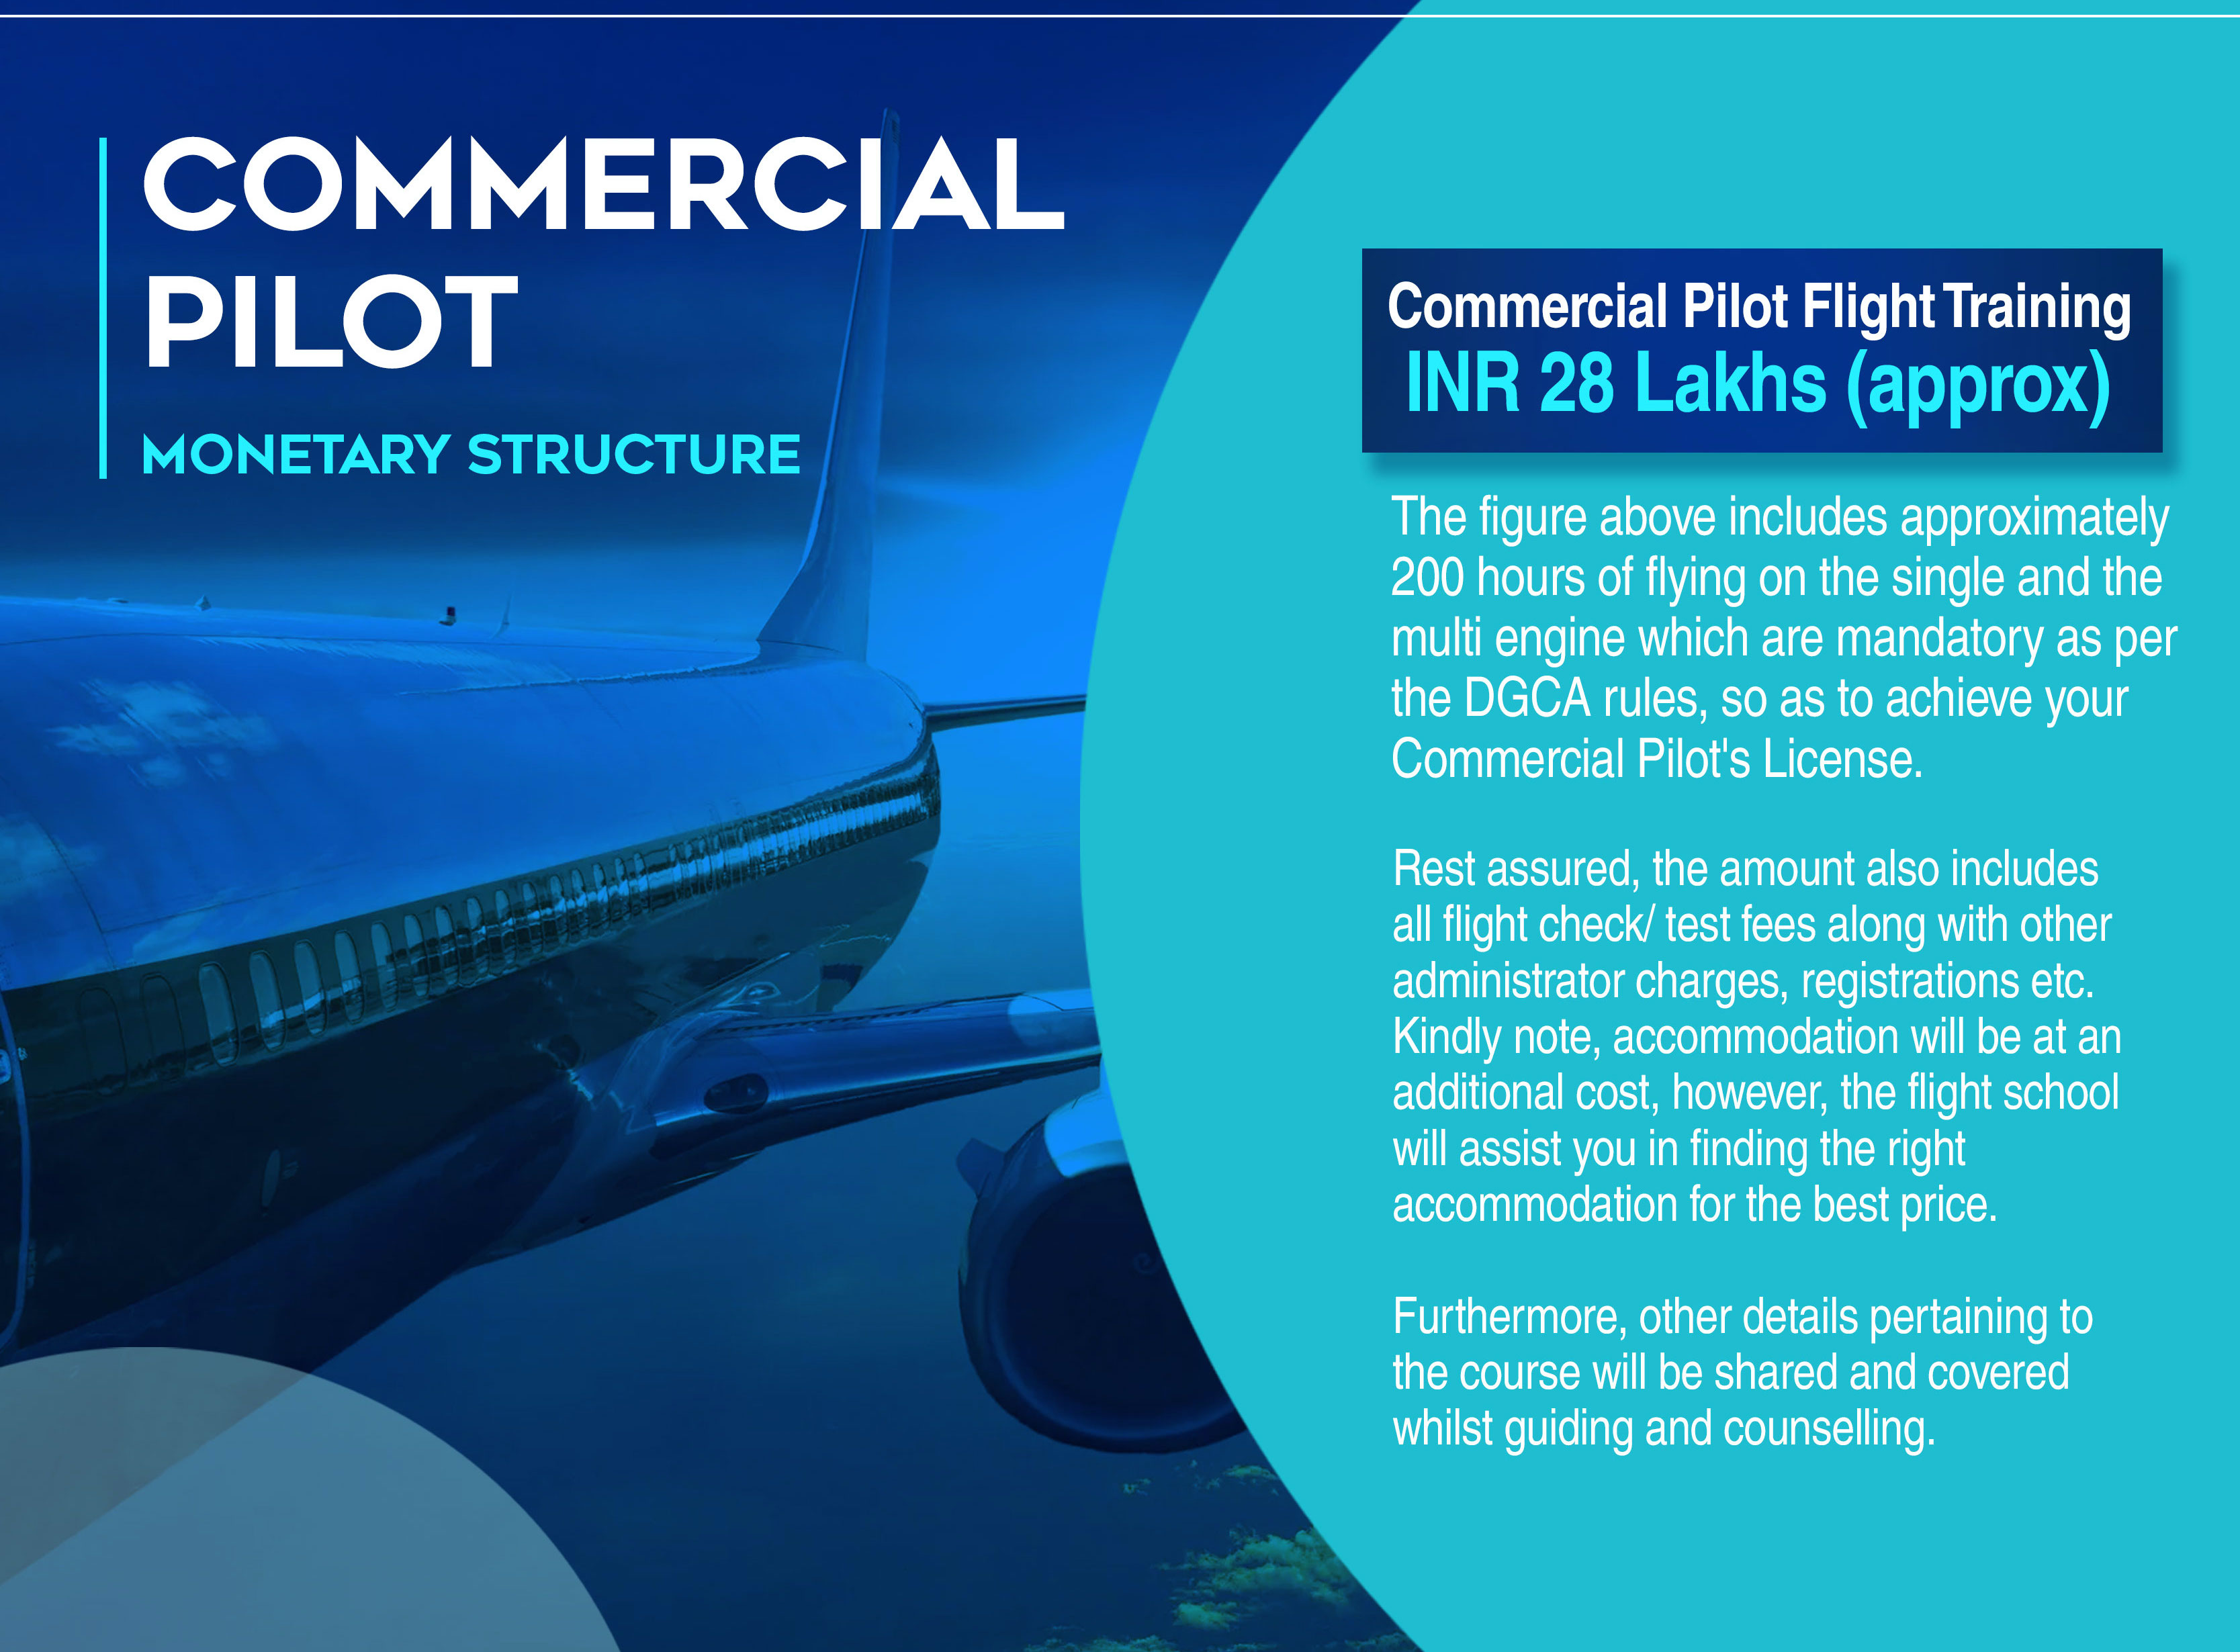 COMMERCIAL
PILOT
MONETARY STRUCTURE
Commercial Pilot Flight Training
INR 28 Lakhs (approx)
The figure above includes approximately
200 hours of flying on the single and the
multi engine which are mandatory as per
the DGCA rules, so as to achieve your
Commercial Pilot's License.
Rest assured, the amount also includes
all flight check/ test fees along with other
administrator charges, registrations etc.
Kindly note, accommodation will be at an
additional cost, however, the flight school
will assist you in finding the right
accommodation for the best price.
Furthermore, other details pertaining to
the course will be shared and covered
whilst guiding and counselling.